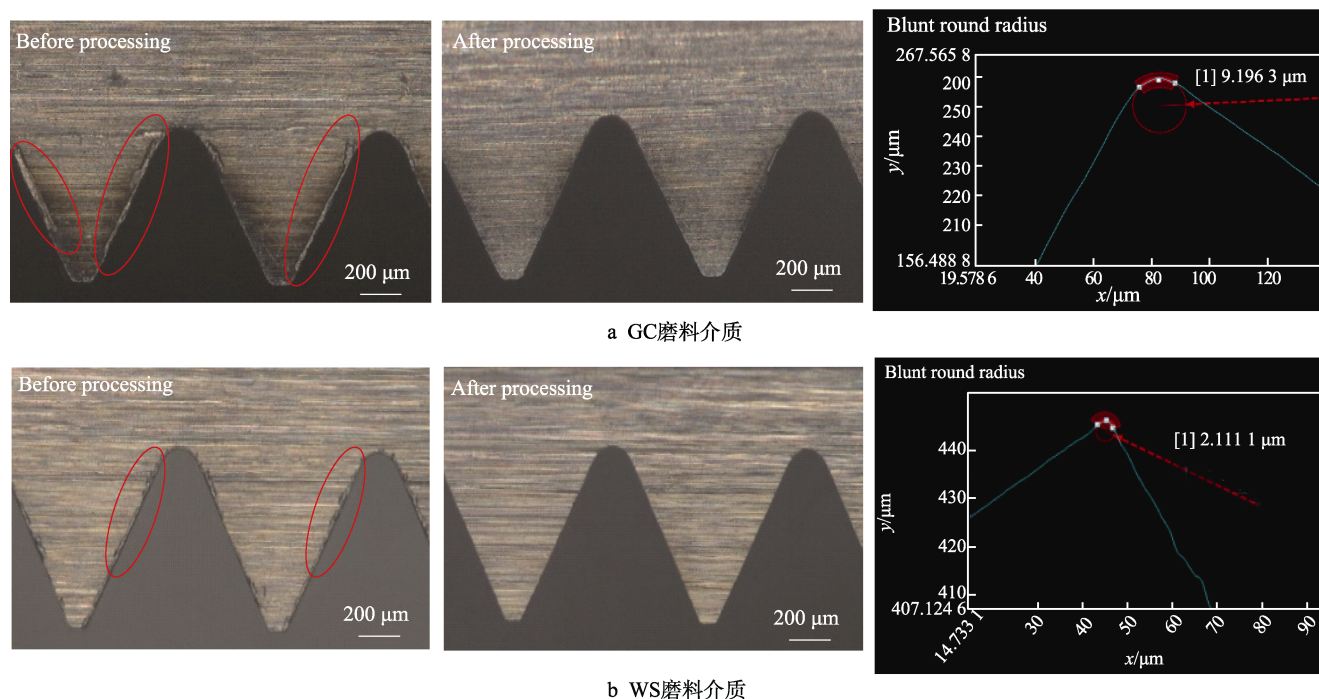 Before processing
200 μm
After processing
200 μm
Blunt round radius
267.565 8
200
250
240
230
220
210
156.488 8
y/μm
[1] 9.196 3 μm
19.578 6
40
60
80
100
120
x/μm
a GC磨料介质
Before processing
200 μm
After processing
200 μm
Blunt round radius
440
430
420
410
407.124 6
y/μm
[1] 2.111 1 μm
14.733 1
30
40
50
60
70
80
90
x/μm
b WS磨料介质